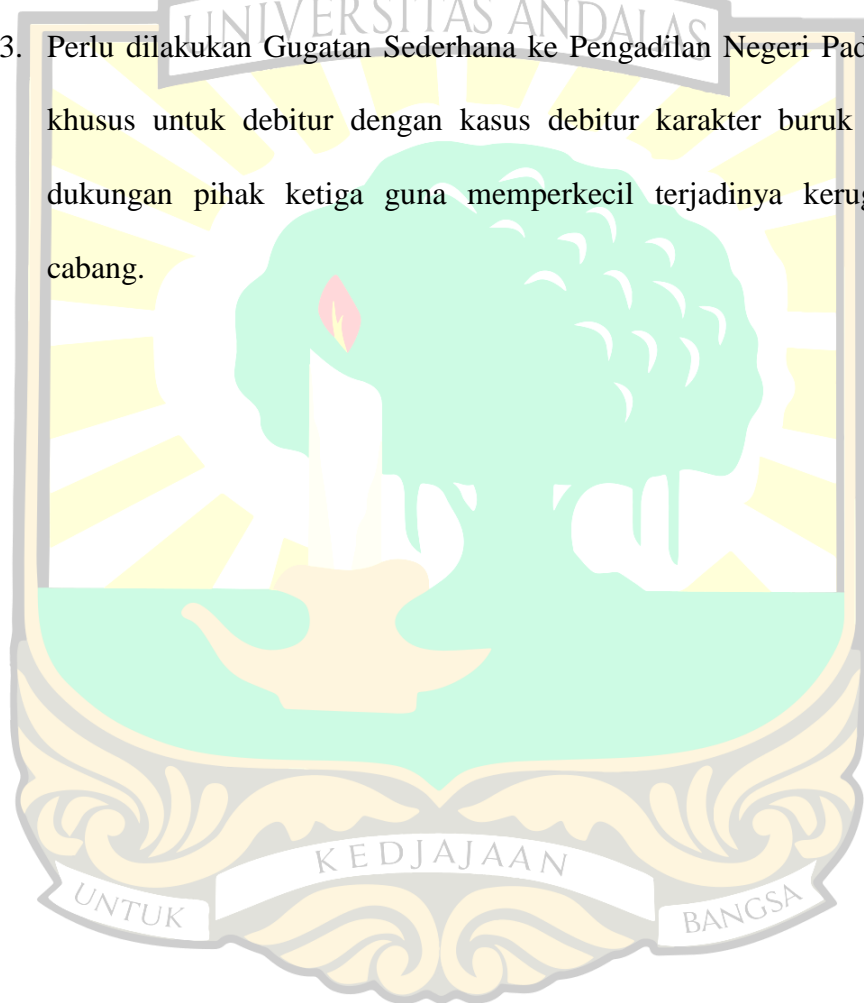 UNIVERSITAS ANDALAS
3. Perlu dilakukan Gugatan Sederhana ke Pengadilan Negeri Pad
khusus untuk debitur dengan kasus debitur karakter buruk
dukungan pihak ketiga guna memperkecil terjadinya kerug
cabang.
KEDJAJAAN
UNTUK
BANGSA